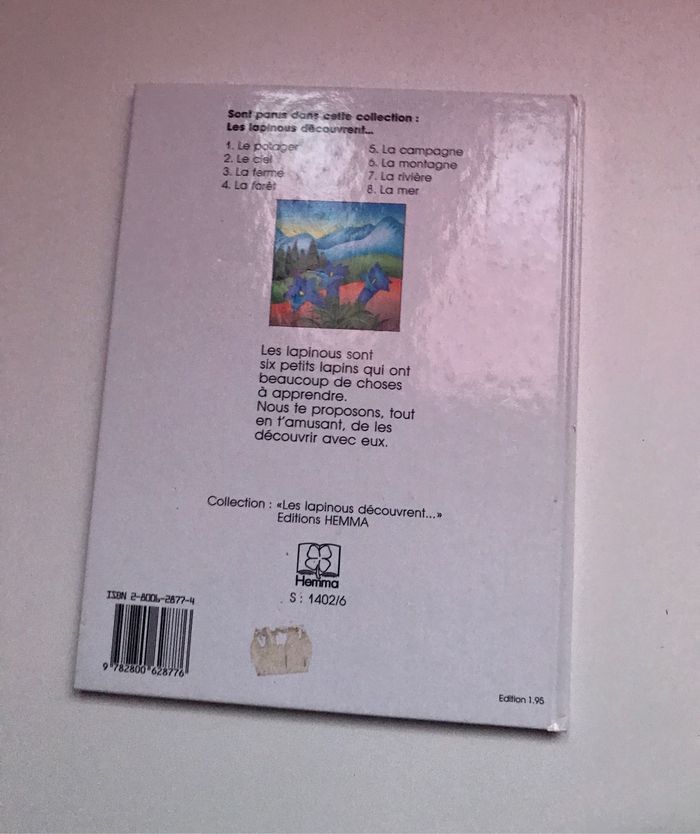 Sont parus dans cette collection :
Les lapinous découvrent...
1. Le potager
2. Le ciel
3. La ferme
4. La forêt
5. La campagne
6. La montagne
7. La rivière
8. La mer
Les lapinous sont
six petits lapins qui ont
beaucoup de choses
à apprendre.
Nous te proposons, tout
en t'amusant, de les
découvrir avec eux.
Collection : «Les lapinous découvrent...»
Editions HEMMA
Hemma
S : 1402/6
ISBN 2-8006-2877-4
9 782800 628776
Edition 1.95